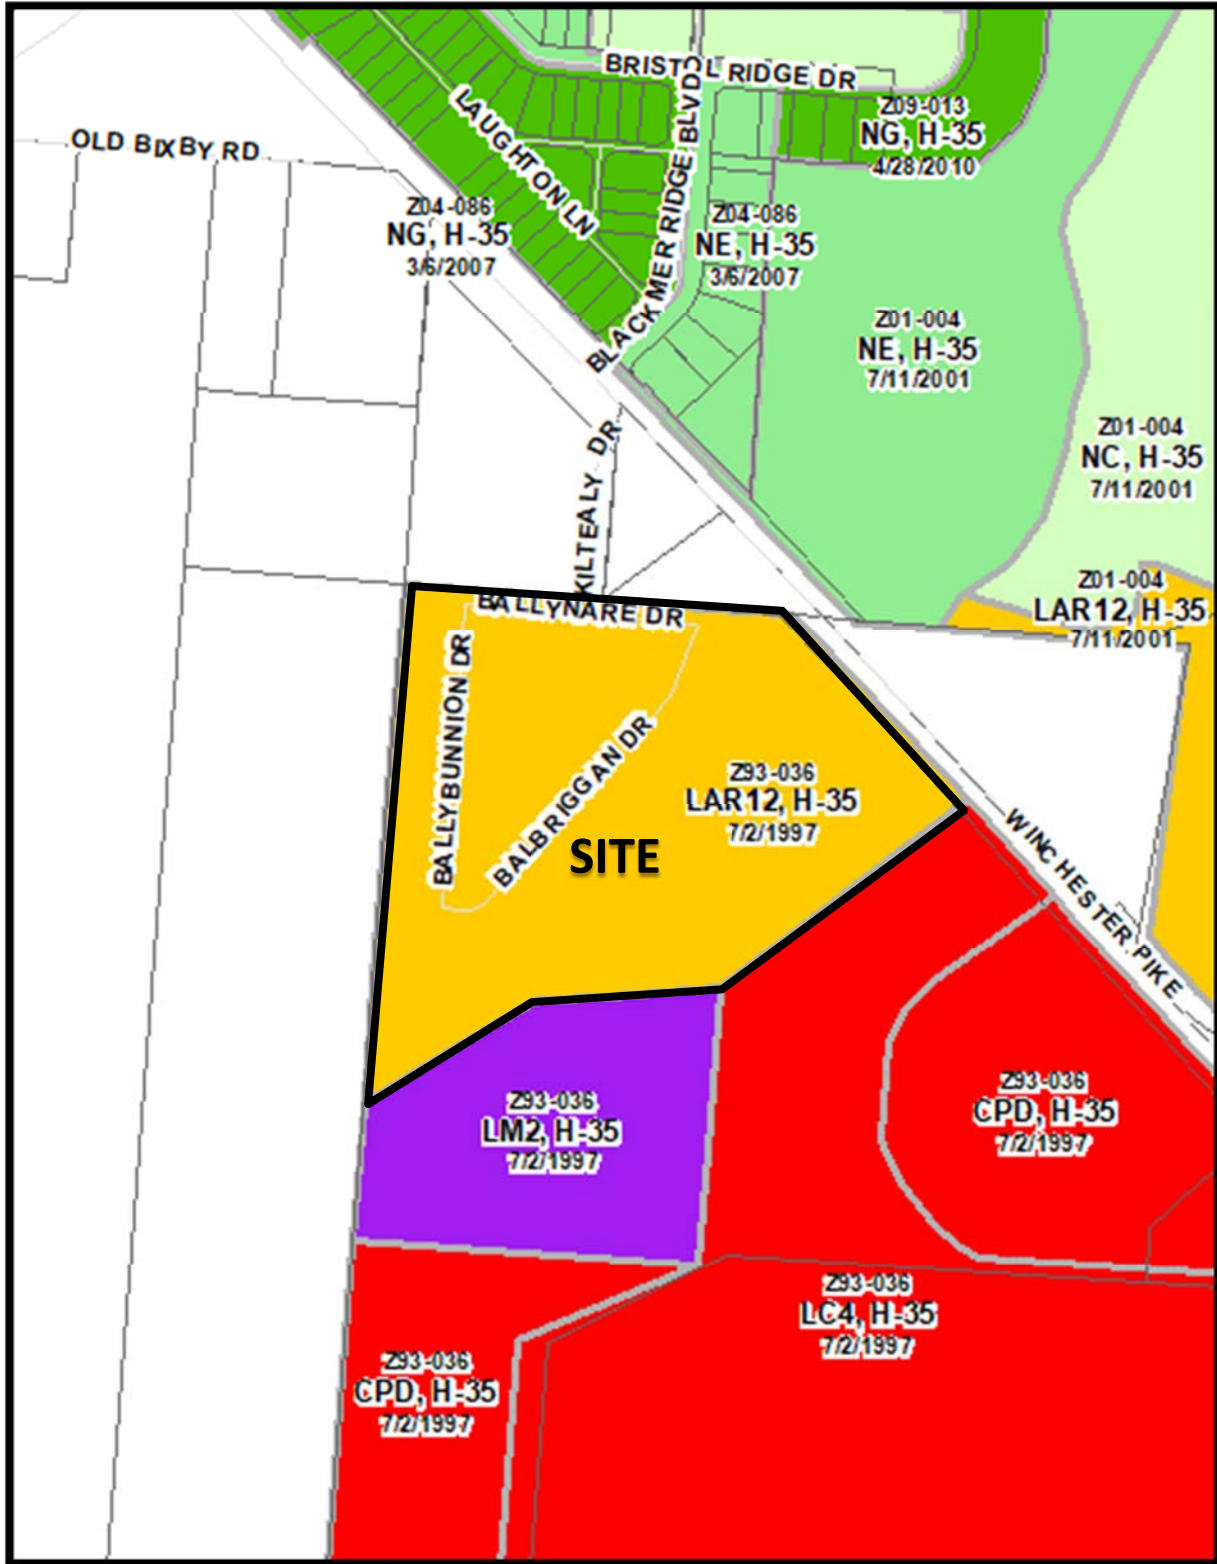 BRISTOL RIDGE DR
OLD BIXBY RD
LAUGHTON LN
BLACKMER RIDGE BLVD
Z09-013
NG, H-35
4/28/2010
Z04-086
NG, H-35
3/6/2007
Z04-086
NE, H-35
3/6/2007
Z01-004
NE, H-35
7/11/2001
Z01-004
NC, H-35
7/11/2001
KILTEALY DR
Z01-004
LAR12, H-35
7/11/2001
BALLYNARE DR
BALLYBUNNION DR
BALBRIGGAN DR
Z93-036
LAR12, H-35
7/2/1997
SITE
WINCHESTER PIKE
Z93-036
LM2, H-35
7/2/1997
Z93-036
CPD, H-35
7/2/1997
Z93-036
LC4, H-35
7/2/1997
Z93-036
CPD, H-35
7/2/1997